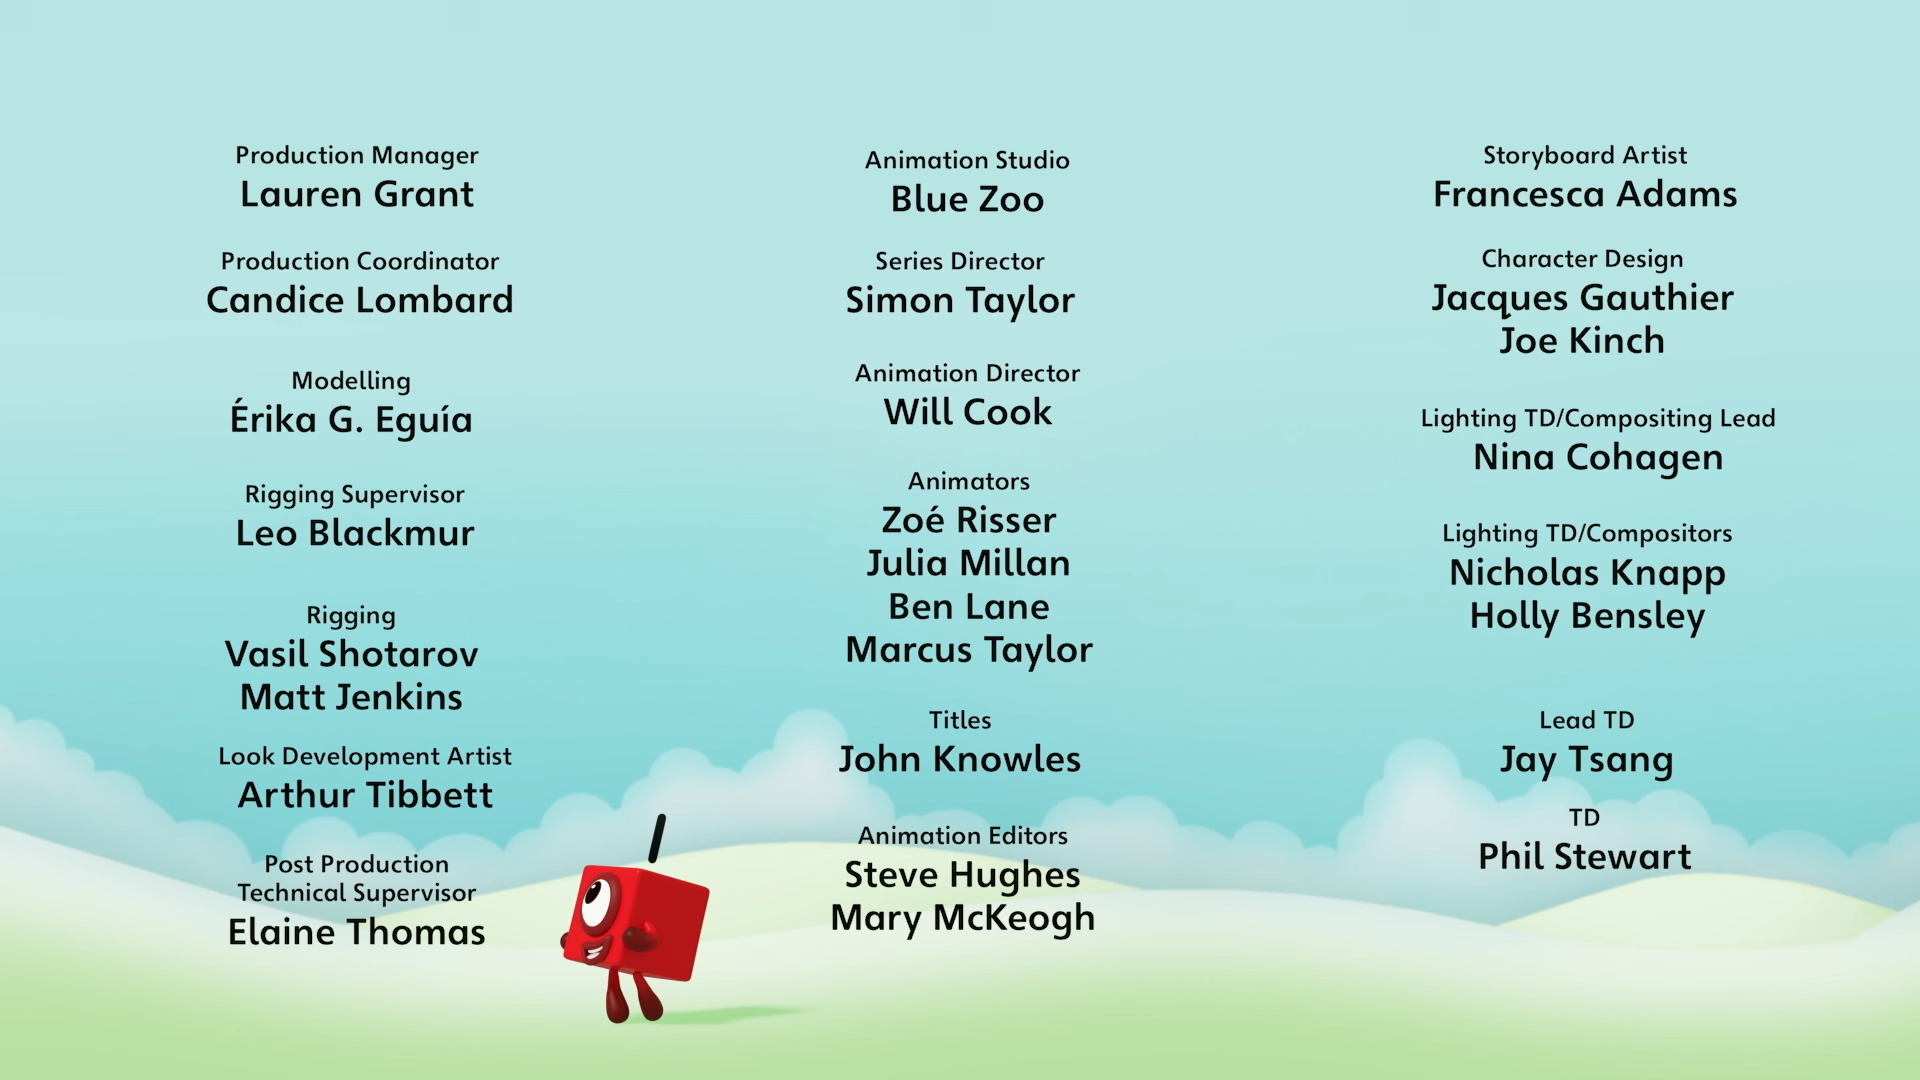 Production Manager
Lauren Grant
Production Coordinator
Candice Lombard
Modelling
Érika G. Eguía
Rigging Supervisor
Leo Blackmur
Rigging
Vasil Shotarov
Matt Jenkins
Look Development Artist
Arthur Tibbett
Post Production
Technical Supervisor
Elaine Thomas
Animation Studio
Blue Zoo
Series Director
Simon Taylor
Animation Director
Will Cook
Animators
Zoé Risser
Julia Millan
Ben Lane
Marcus Taylor
Titles
John Knowles
Animation Editors
Steve Hughes
Mary McKeogh
Storyboard Artist
Francesca Adams
Character Design
Jacques Gauthier
Joe Kinch
Lighting TD/Compositing Lead
Nina Cohagen
Lighting TD/Compositors
Nicholas Knapp
Holly Bensley
Lead TD
Jay Tsang
TD
Phil Stewart